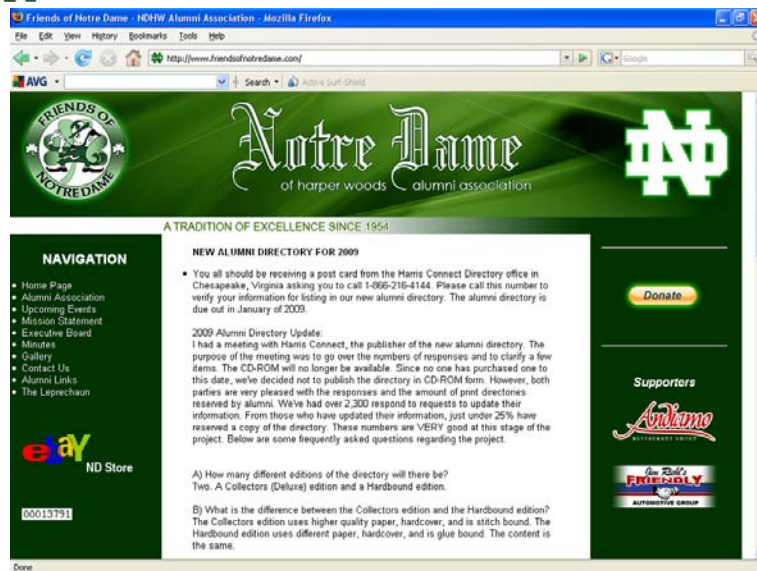 Friends of Notre Dame - NDHW Alumni Association - Mozilla Firefox
File Edit View History Bookmarks Tools Help
http://www.friendsofnotredame.com/
Google
AVG
Search
Active Surf-Shield
FRIENDS OF
NOTRE DAME
Notre Dame
of harper woods
alumni association
ND
A TRADITION OF EXCELLENCE SINCE 1954
NAVIGATION
• Home Page
• Alumni Association
• Upcoming Events
• Mission Statement
• Executive Board
• Minutes
• Gallery
• Contact Us
• Alumni Links
• The Leprechaun
ebay
ND Store
00013791
NEW ALUMNI DIRECTORY FOR 2009
• You all should be receiving a post card from the Harris Connect Directory office in
Chesapeake, Virginia asking you to call 1-866-216-4144. Please call this number to
verify your information for listing in our new alumni directory. The alumni directory is
due out in January of 2009.
2009 Alumni Directory Update:
I had a meeting with Harris Connect, the publisher of the new alumni directory. The
purpose of the meeting was to go over the numbers of responses and to clarify a few
items. The CD-ROM will no longer be available. Since no one has purchased one to
this date, we've decided not to publish the directory in CD-ROM form. However, both
parties are very pleased with the responses and the amount of print directories
reserved by alumni. We've had over 2,300 respond to requests to update their
information. From those who have updated their information, just under 25% have
reserved a copy of the directory. These numbers are VERY good at this stage of the
project. Below are some frequently asked questions regarding the project.
A) How many different editions of the directory will there be?
Two. A Collectors (Deluxe) edition and a Hardbound edition.
B) What is the difference between the Collectors edition and the Hardbound edition?
The Collectors edition uses higher quality paper, hardcover, and is stitch bound. The
Hardbound edition uses different paper, hardcover, and is glue bound. The content is
the same.
Donate
Supporters
Andiamo
RESTAURANT GROUP
Jim Riehl's
FRIENDLY
AUTOMOTIVE GROUP
Done